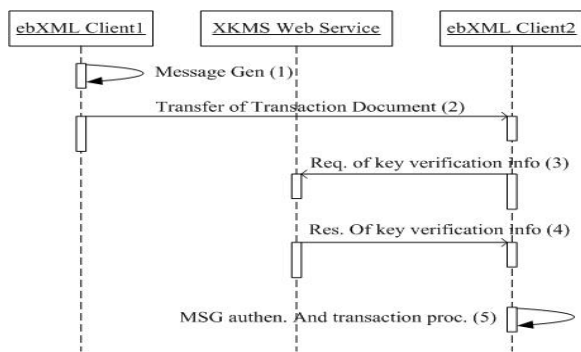 ebXML Client1
XKMS Web Service
ebXML Client2
Message Gen (1)
Transfer of Transaction Document (2)
Req. of key verification info (3)
Res. Of key verification info (4)
MSG authen. And transaction proc. (5)